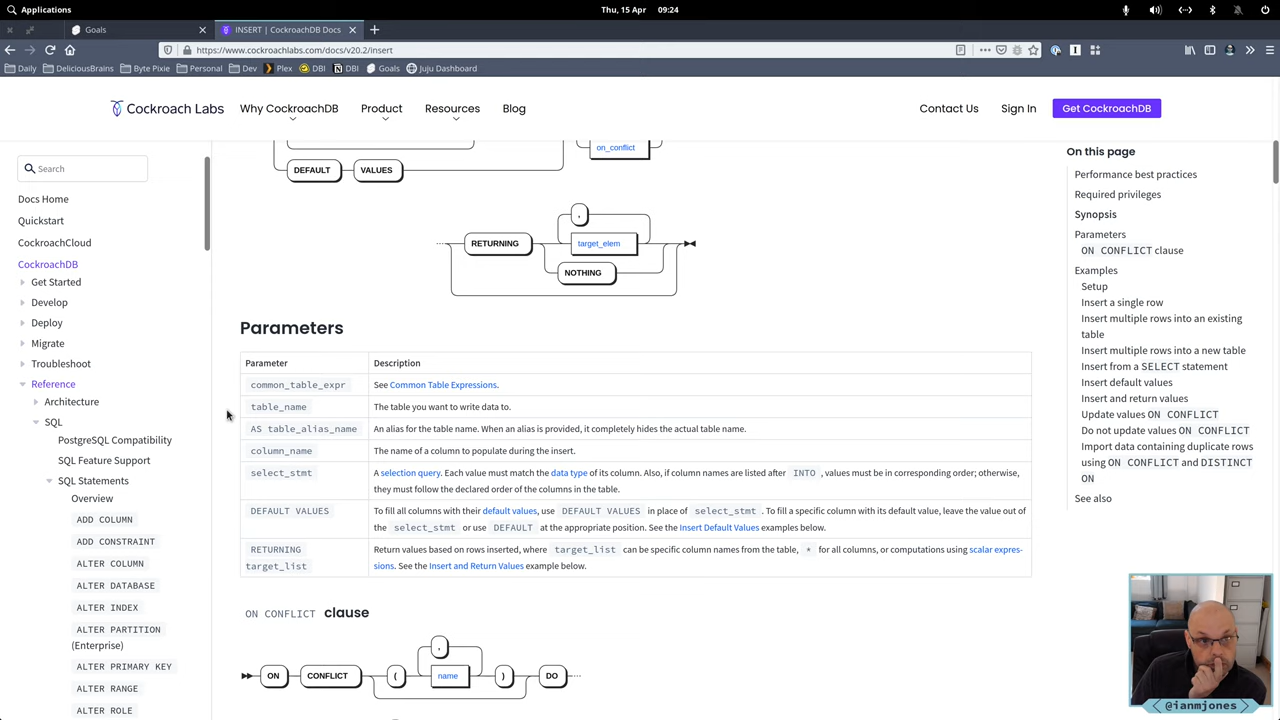 Applications
Thu, 15 Apr 09:24
Goals
INSERT | CockroachDB Docs
https://www.cockroachlabs.com/docs/v20.2/insert
Daily DeliciousBrains Byte Pixie Personal Dev Plex DBI DBI Goals Juju Dashboard
Cockroach Labs Why CockroachDB Product Resources Blog Contact Us Sign In Get CockroachDB
Search
Docs Home
Quickstart
CockroachCloud
CockroachDB
Get Started
Develop
Deploy
Migrate
Troubleshoot
Reference
Architecture
SQL
PostgreSQL Compatibility
SQL Feature Support
SQL Statements
Overview
ADD COLUMN
ADD CONSTRAINT
ALTER COLUMN
ALTER DATABASE
ALTER INDEX
ALTER PARTITION
(Enterprise)
ALTER PRIMARY KEY
ALTER RANGE
ALTER ROLE
on_conflict
DEFAULT VALUES
,
RETURNING target_elem
NOTHING
Parameters
Parameter Description
common_table_expr See Common Table Expressions.
table_name The table you want to write data to.
AS table_alias_name An alias for the table name. When an alias is provided, it completely hides the actual table name.
column_name The name of a column to populate during the insert.
select_stmt A selection query. Each value must match the data type of its column. Also, if column names are listed after INTO , values must be in corresponding order; otherwise,
they must follow the declared order of the columns in the table.
DEFAULT VALUES To fill all columns with their default values, use DEFAULT VALUES in place of select_stmt . To fill a specific column with its default value, leave the value out of
the select_stmt or use DEFAULT at the appropriate position. See the Insert Default Values examples below.
RETURNING Return values based on rows inserted, where target_list can be specific column names from the table, * for all columns, or computations using scalar expres-
target_list sions. See the Insert and Return Values example below.
ON CONFLICT clause
,
ON CONFLICT ( name ) DO
On this page
Performance best practices
Required privileges
Synopsis
Parameters
ON CONFLICT clause
Examples
Setup
Insert a single row
Insert multiple rows into an existing
table
Insert multiple rows into a new table
Insert from a SELECT statement
Insert default values
Insert and return values
Update values ON CONFLICT
Do not update values ON CONFLICT
Import data containing duplicate rows
using ON CONFLICT and DISTINCT
ON
See also
@ianmjones